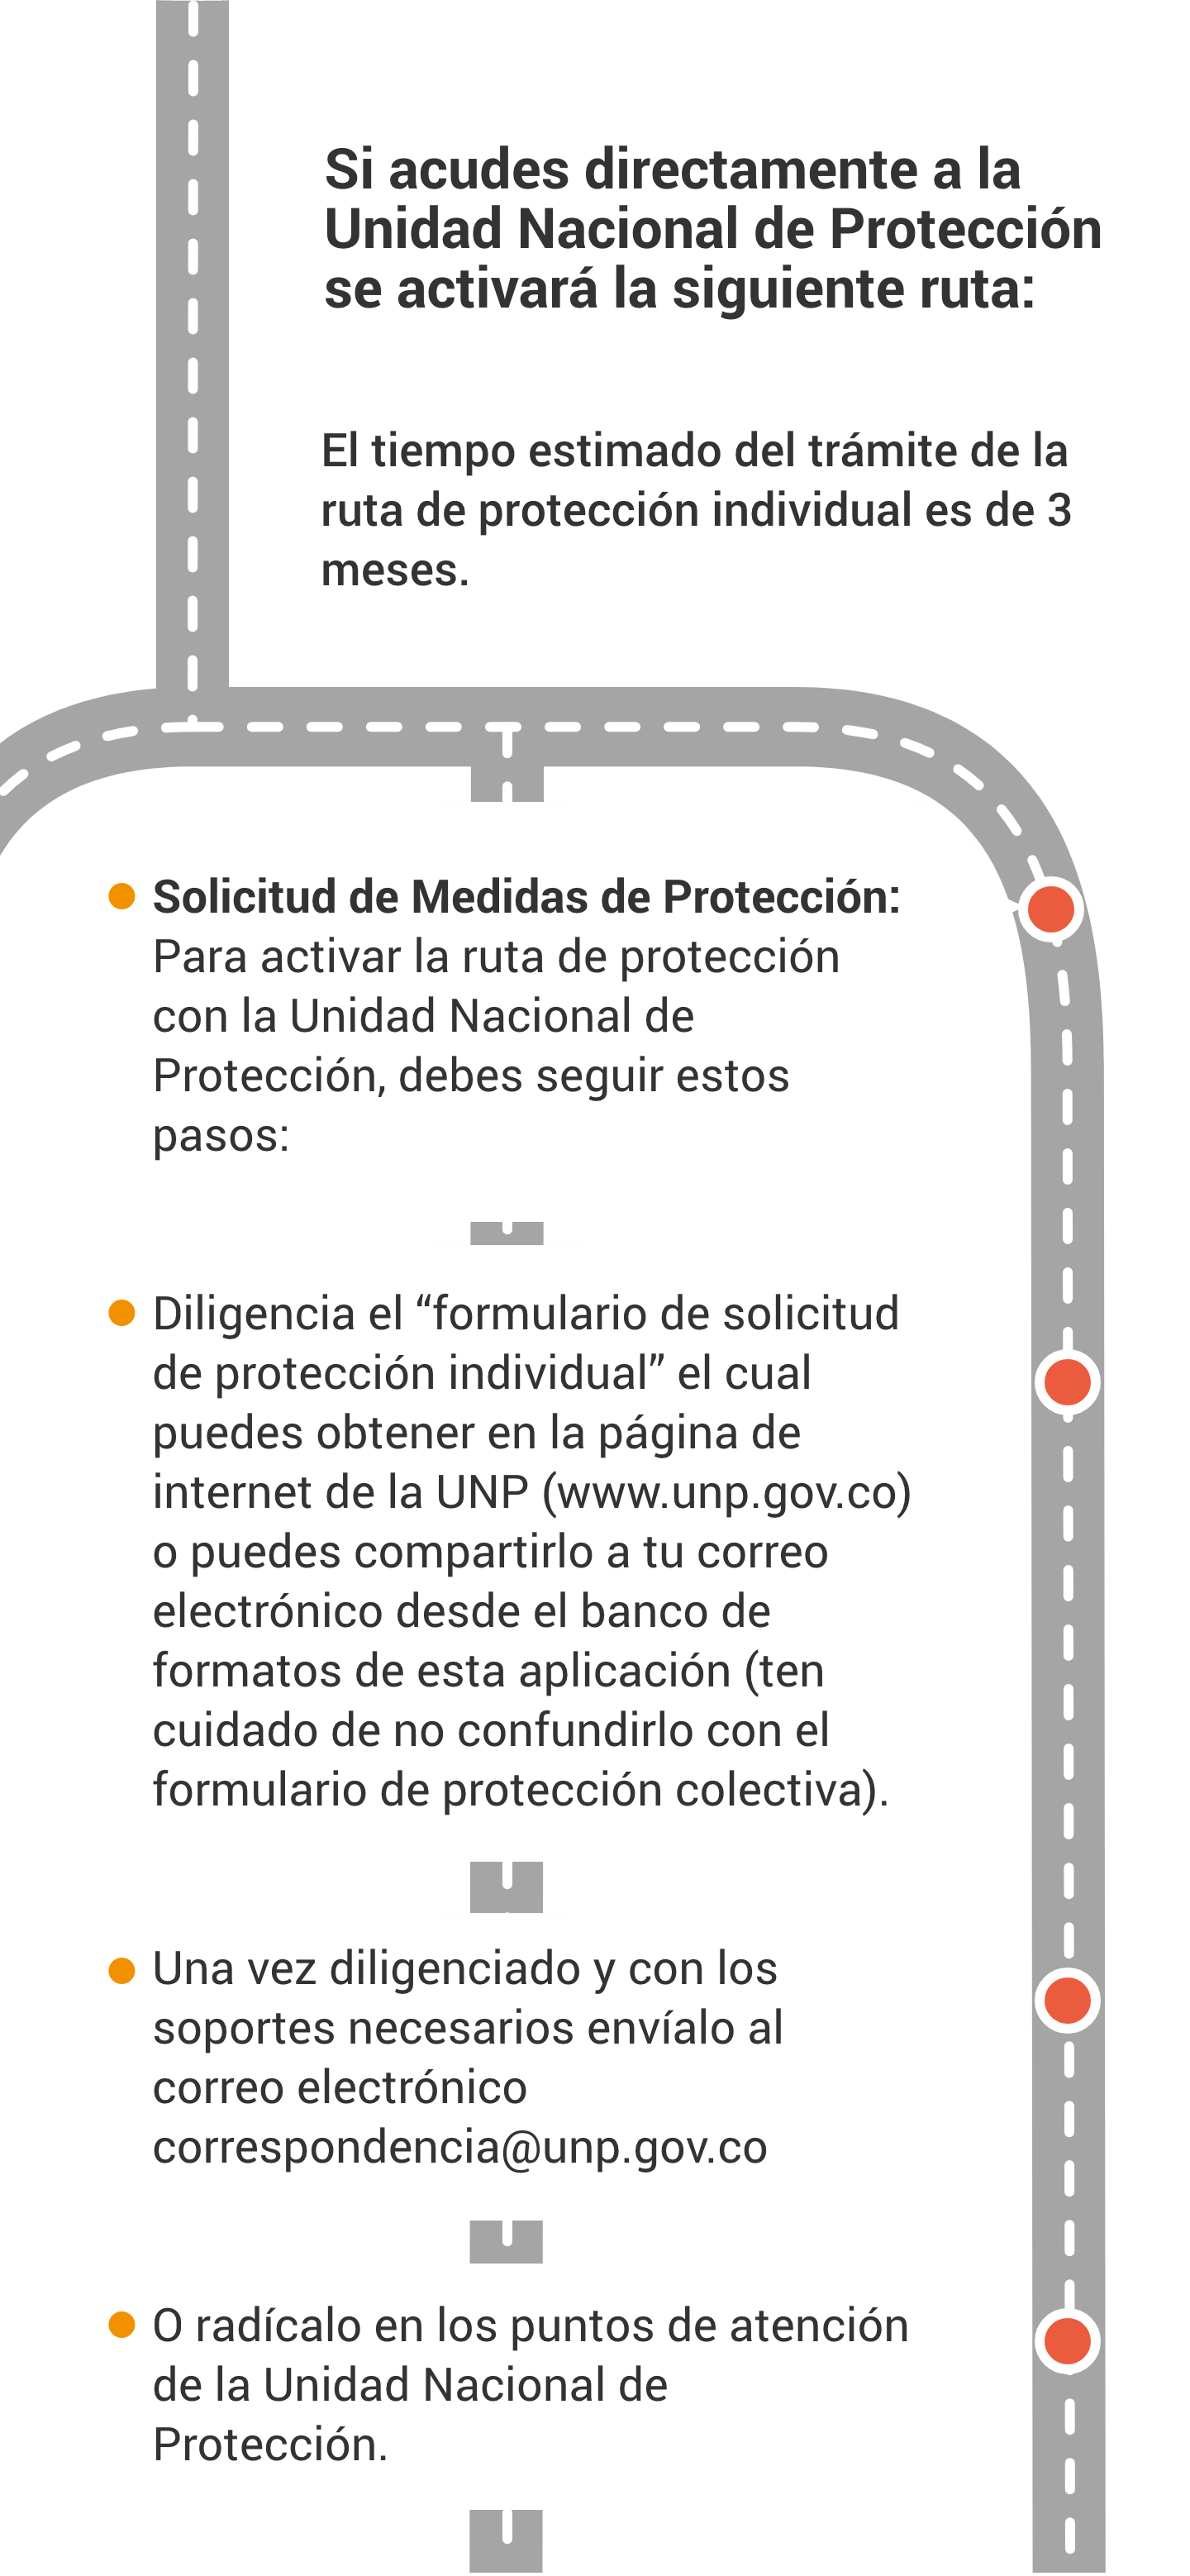 Si acudes directamente a la
Unidad Nacional de Protección
se activará la siguiente ruta:
El tiempo estimado del trámite de la
ruta de protección individual es de 3
meses.
Solicitud de Medidas de Protección:
Para activar la ruta de protección
con la Unidad Nacional de
Protección, debes seguir estos
pasos:
Diligencia el “formulario de solicitud
de protección individual” el cual
puedes obtener en la página de
internet de la UNP (www.unp.gov.co)
o puedes compartirlo a tu correo
electrónico desde el banco de
formatos de esta aplicación (ten
cuidado de no confundirlo con el
formulario de protección colectiva).
Una vez diligenciado y con los
soportes necesarios envíalo al
correo electrónico
correspondencia@unp.gov.co
O radícalo en los puntos de atención
de la Unidad Nacional de
Protección.